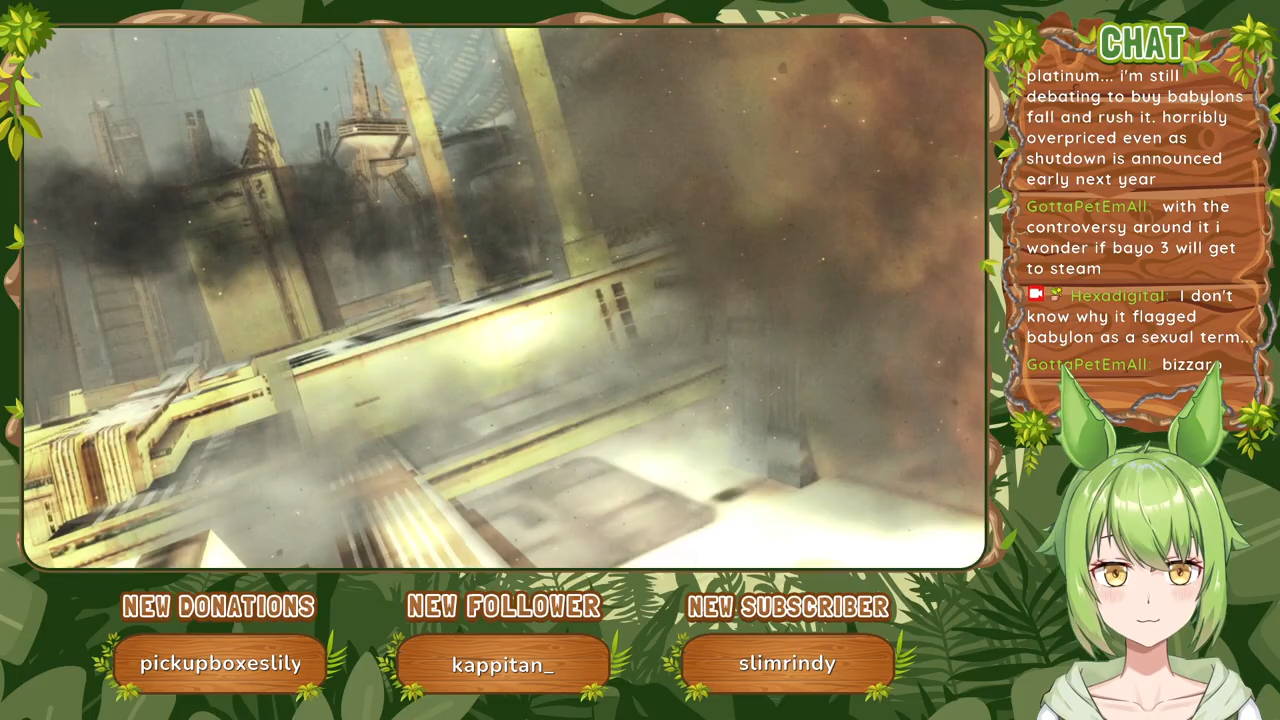 CHAT
platinum... i'm still
debating to buy babylons
fall and rush it. horribly
overpriced even as
shutdown is announced
early next year
GottaPetEmAll: with the
controversy around it i
wonder if bayo 3 will get
to steam
Hexadigital: I don't
know why it flagged
babylon as a sexual term...
GottaPetEmAll: bizzare
NEW DONATIONS
NEW FOLLOWER
NEW SUBSCRIBER
pickupboxeslily
kappitan_
slimrindy